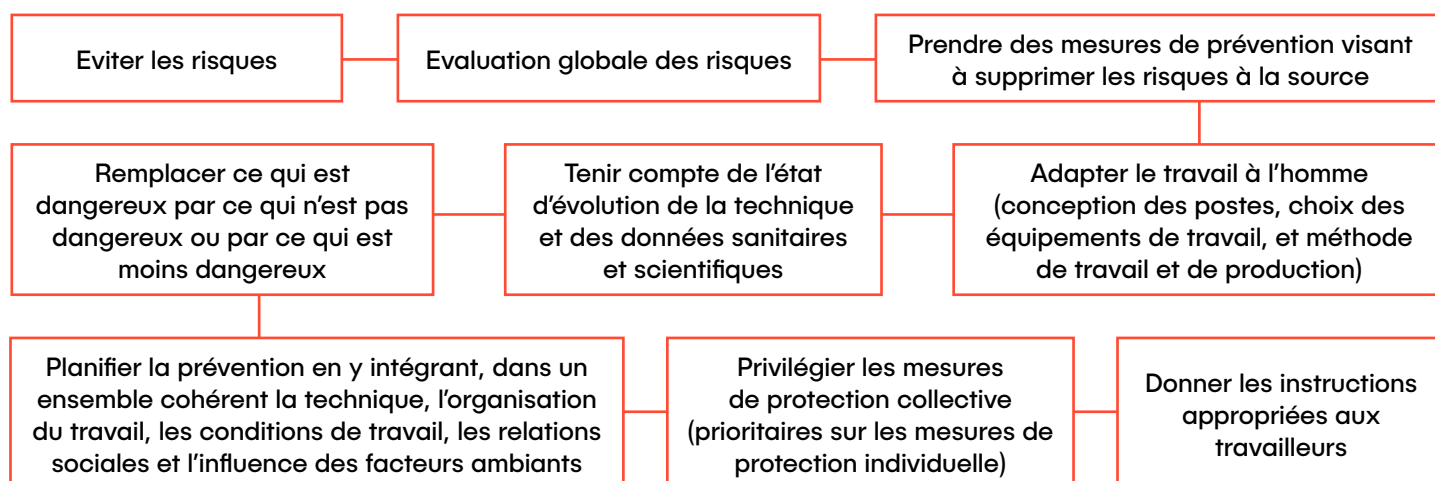 Eviter les risques
Evaluation globale des risques
Prendre des mesures de prévention visant
à supprimer les risques à la source
Adapter le travail à l'homme
(conception des postes, choix des
équipements de travail, et méthode
de travail et de production)
Tenir compte de l'état
d'évolution de la technique
et des données sanitaires
et scientifiques
Remplacer ce qui est
dangereux par ce qui n'est pas
dangereux ou par ce qui est
moins dangereux
Planifier la prévention en y intégrant, dans un
ensemble cohérent la technique, l'organisation
du travail, les conditions de travail, les relations
sociales et l'influence des facteurs ambiants
Privilégier les mesures
de protection collective
(prioritaires sur les mesures de
protection individuelle)
Donner les instructions
appropriées aux
travailleurs